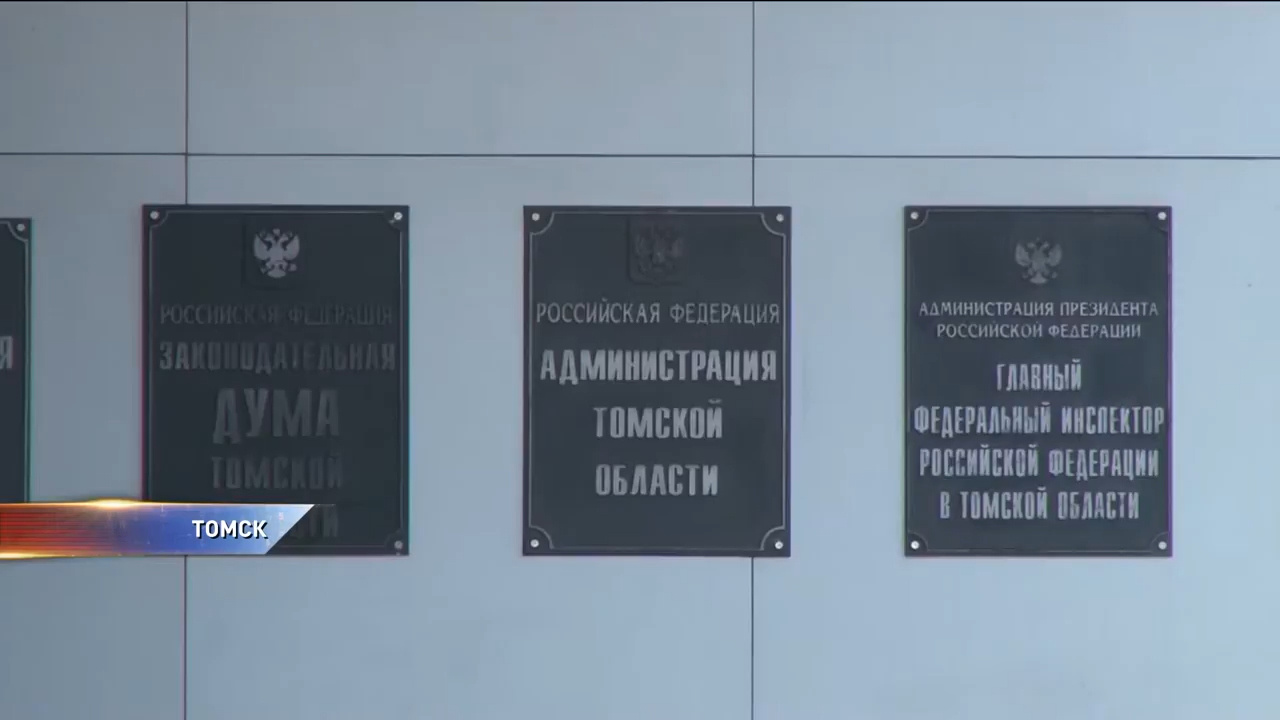 Я
РОССИЙСКАЯ ФЕДЕРАЦИЯ
ЗАКОНОДАТЕЛЬНАЯ
ДУМА
ТОМСКОЙ
РОССИЙСКАЯ ФЕДЕРАЦИЯ
АДМИНИСТРАЦИЯ
ТОМСКОЙ
ОБЛАСТИ
АДМИНИСТРАЦИЯ ПРЕЗИДЕНТА
РОССИЙСКОЙ ФЕДЕРАЦИИ
ГЛАВНЫЙ
ФЕДЕРАЛЬНЫЙ ИНСПЕКТОР
РОССИЙСКОЙ ФЕДЕРАЦИИ
В ТОМСКОЙ ОБЛАСТИ
ТОМСК